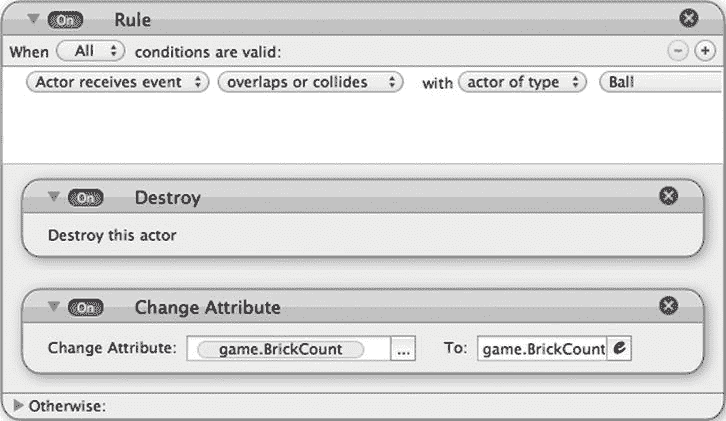 On Rule
When All conditions are valid:
Actor receives event overlaps or collides with actor of type Ball
On Destroy
Destroy this actor
On Change Attribute
Change Attribute: game.BrickCount ... To: game.BrickCount e
Otherwise: